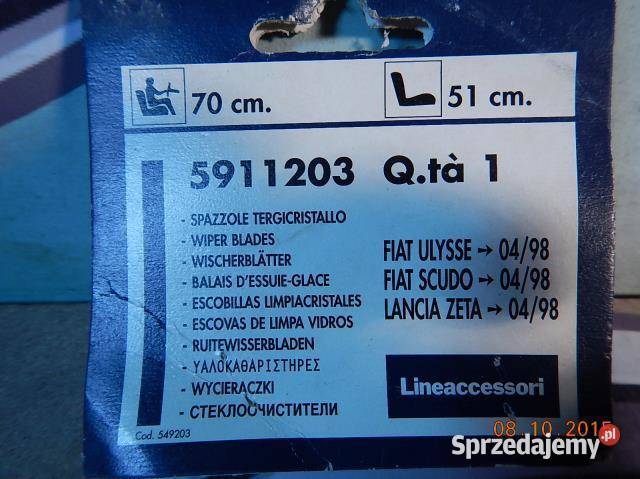 70 cm.
51 cm.
5911203 Q.tà 1
- SPAZZOLE TERGICRISTALLO
- WIPER BLADES
- WISCHERBLÄTTER
- BALAIS D'ESSUIE-GLACE
- ESCOBILLAS LIMPIACRISTALES
- ESCOVAS DE LIMPA VIDROS
- RUITEWISSERBLADEN
- ΥΑΛΟΚΑΘΑΡΙΣΤΗΡΕΣ
- WYCIERACZKI
- СТЕКЛООЧИСТИТЕЛИ
FIAT ULYSSE → 04/98
FIAT SCUDO → 04/98
LANCIA ZETA → 04/98
Lineaccessori
Cod. 549203
08.10.2015
Sprzedajemy.pl